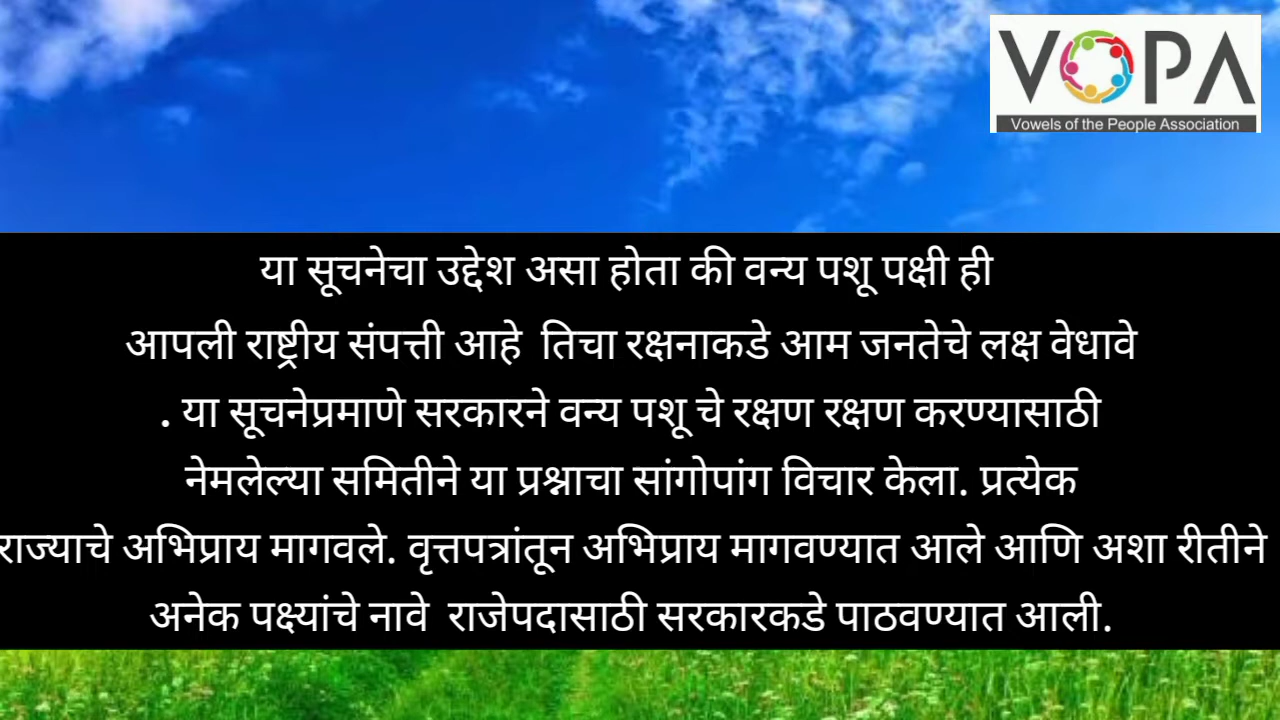 VOPA
Vowels of the People Association
या सूचनेचा उद्देश असा होता की वन्य पशू पक्षी ही
आपली राष्ट्रीय संपत्ती आहे तिचा रक्षनाकडे आम जनतेचे लक्ष वेधावे
. या सूचनेप्रमाणे सरकारने वन्य पशू चे रक्षण रक्षण करण्यासाठी
नेमलेल्या समितीने या प्रश्नाचा सांगोपांग विचार केला. प्रत्येक
राज्याचे अभिप्राय मागवले. वृत्तपत्रांतून अभिप्राय मागवण्यात आले आणि अशा रीतीने
अनेक पक्ष्यांचे नावे राजेपदासाठी सरकारकडे पाठवण्यात आली.